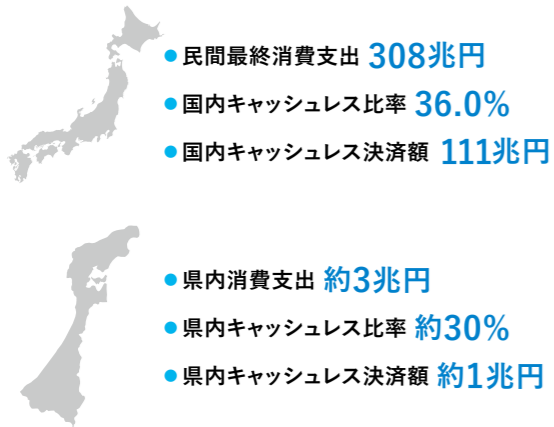 ● 民間最終消費支出 308兆円
● 国内キャッシュレス比率 36.0%
● 国内キャッシュレス決済額 111兆円
● 県内消費支出 約3兆円
● 県内キャッシュレス比率 約30%
● 県内キャッシュレス決済額 約1兆円